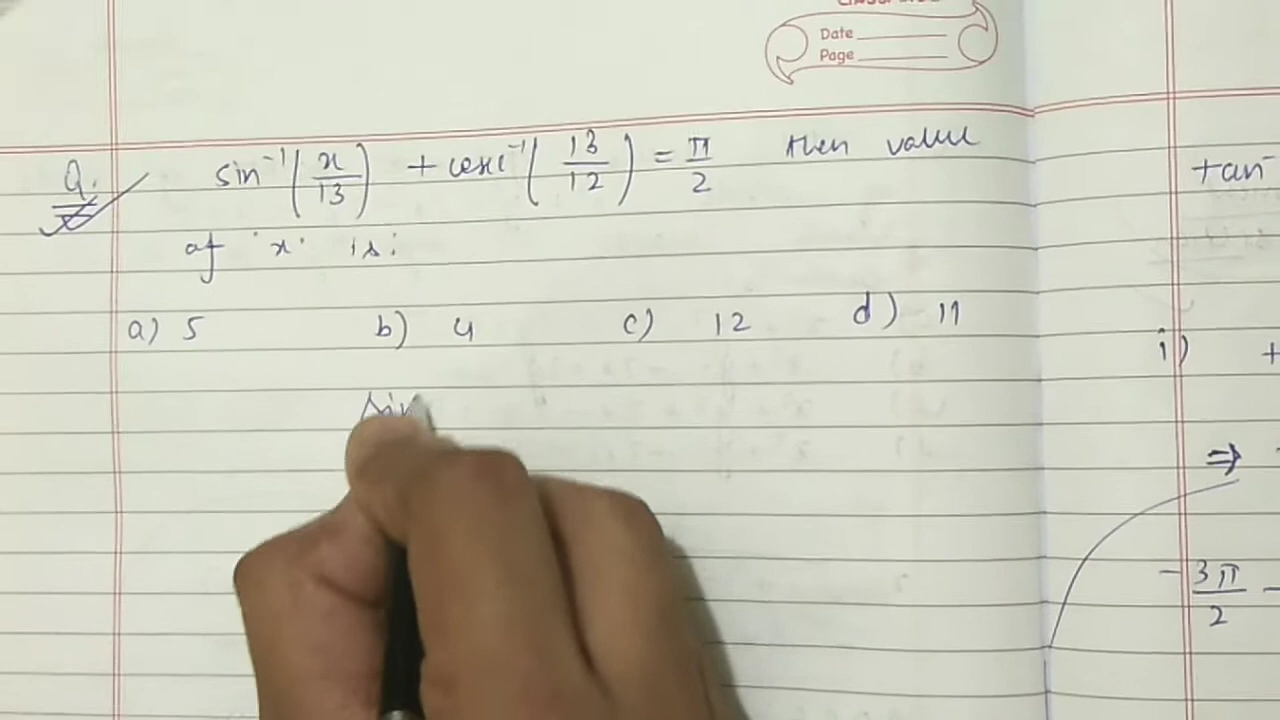 Date
Page
Q. sin⁻¹(x/13) + cosec⁻¹(13/12) = π/2 then value
of 'x' is:
a) 5 b) 4 c) 12 d) 11
sin
tan⁻
i) +
⇒
-3π/2 -